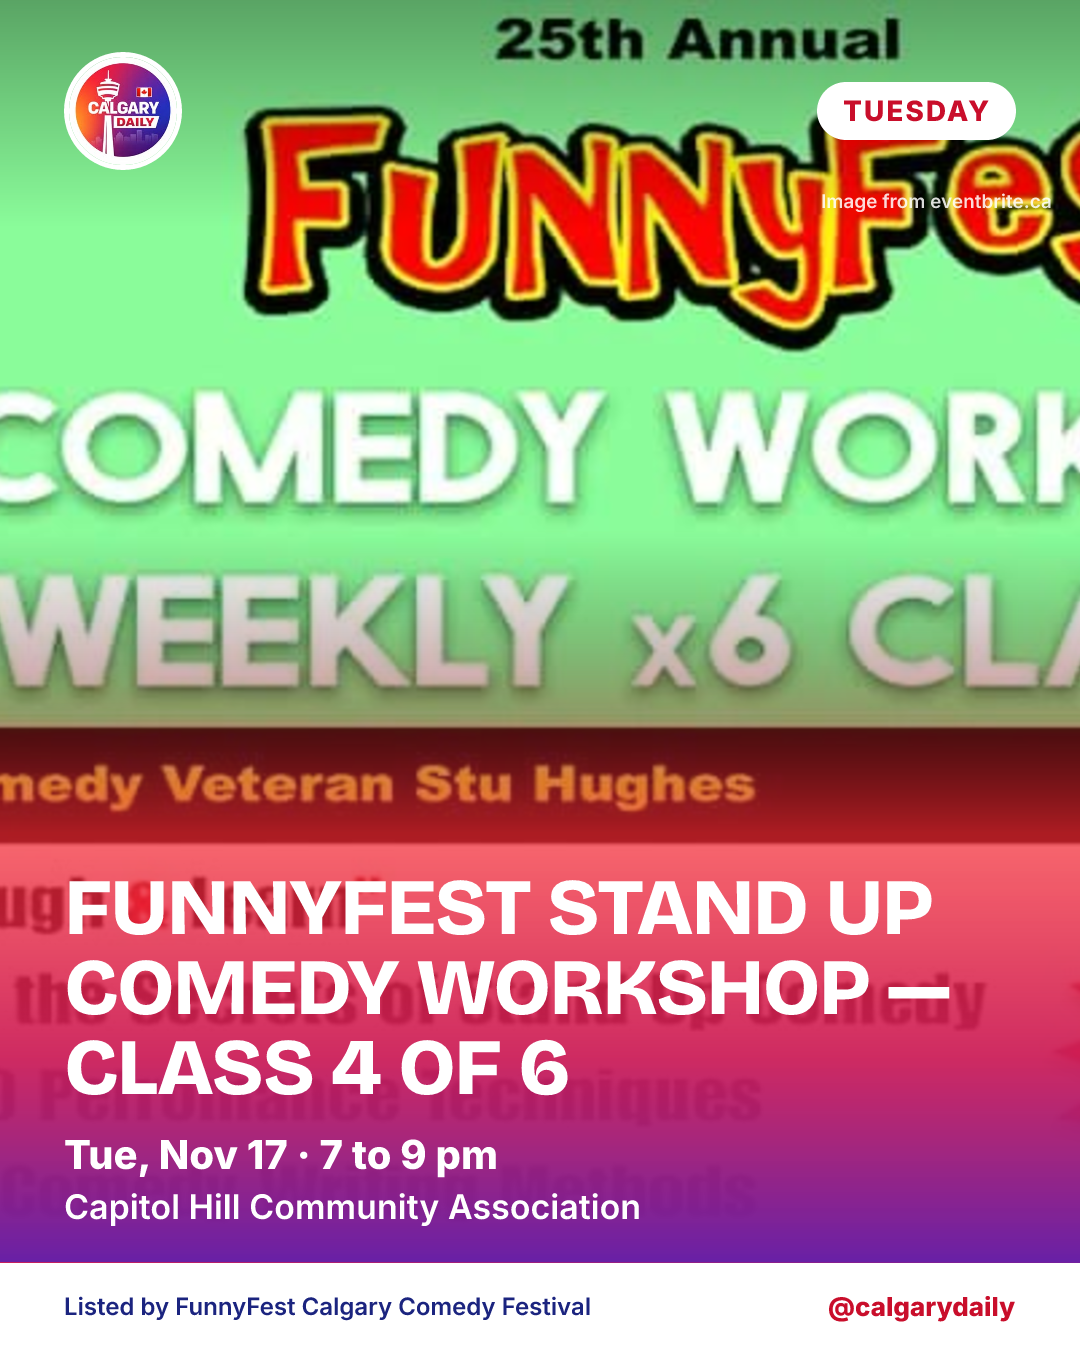 25th Annual
CALGARY
DAILY
TUESDAY
FUNNYFeS
Image from eventbrite.ca
COMEDY WORK
WEEKLY x6 CLA
medy Veteran Stu Hughes
FUNNYFEST STAND UP
COMEDY WORKSHOP —
CLASS 4 OF 6
Tue, Nov 17 · 7 to 9 pm
Capitol Hill Community Association
Listed by FunnyFest Calgary Comedy Festival
@calgarydaily